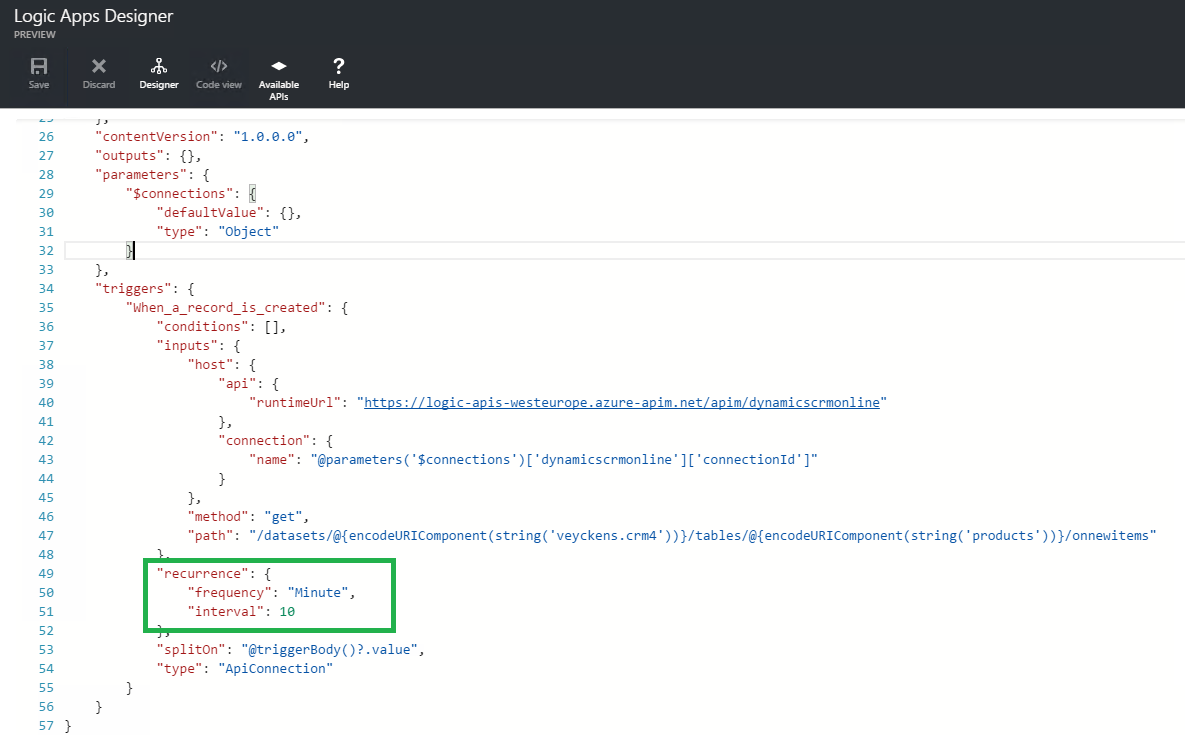 Logic Apps Designer
PREVIEW
Save Discard Designer Code view Available APIs Help
25 },
26 "contentVersion": "1.0.0.0",
27 "outputs": {},
28 "parameters": {
29 "$connections": {
30 "defaultValue": {},
31 "type": "Object"
32 }
33 },
34 "triggers": {
35 "When_a_record_is_created": {
36 "conditions": [],
37 "inputs": {
38 "host": {
39 "api": {
40 "runtimeUrl": "https://logic-apis-westeurope.azure-apim.net/apim/dynamicscrmonline"
41 },
42 "connection": {
43 "name": "@parameters('$connections')['dynamicscrmonline']['connectionId']"
44 }
45 },
46 "method": "get",
47 "path": "/datasets/@{encodeURIComponent(string('veyckens.crm4'))}/tables/@{encodeURIComponent(string('products'))}/onnewitems"
48 },
49 "recurrence": {
50 "frequency": "Minute",
51 "interval": 10
52 },
53 "splitOn": "@triggerBody()?.value",
54 "type": "ApiConnection"
55 }
56 }
57 }